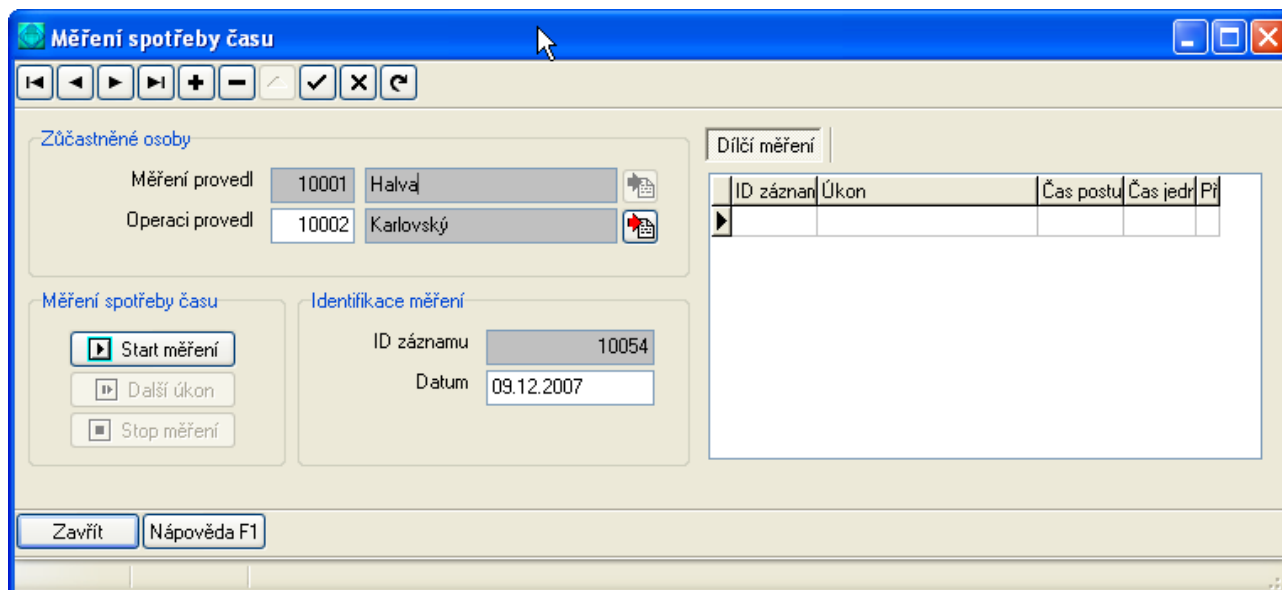 Měření spotřeby času
Zúčastněné osoby
Měření provedl 10001 Halva
Operaci provedl 10002 Karlovský
Měření spotřeby času
Start měření
Další úkon
Stop měření
Identifikace měření
ID záznamu 10054
Datum 09.12.2007
Dílčí měření
ID záznan Úkon Čas postu Čas jedr Př
Zavřít Nápověda F1